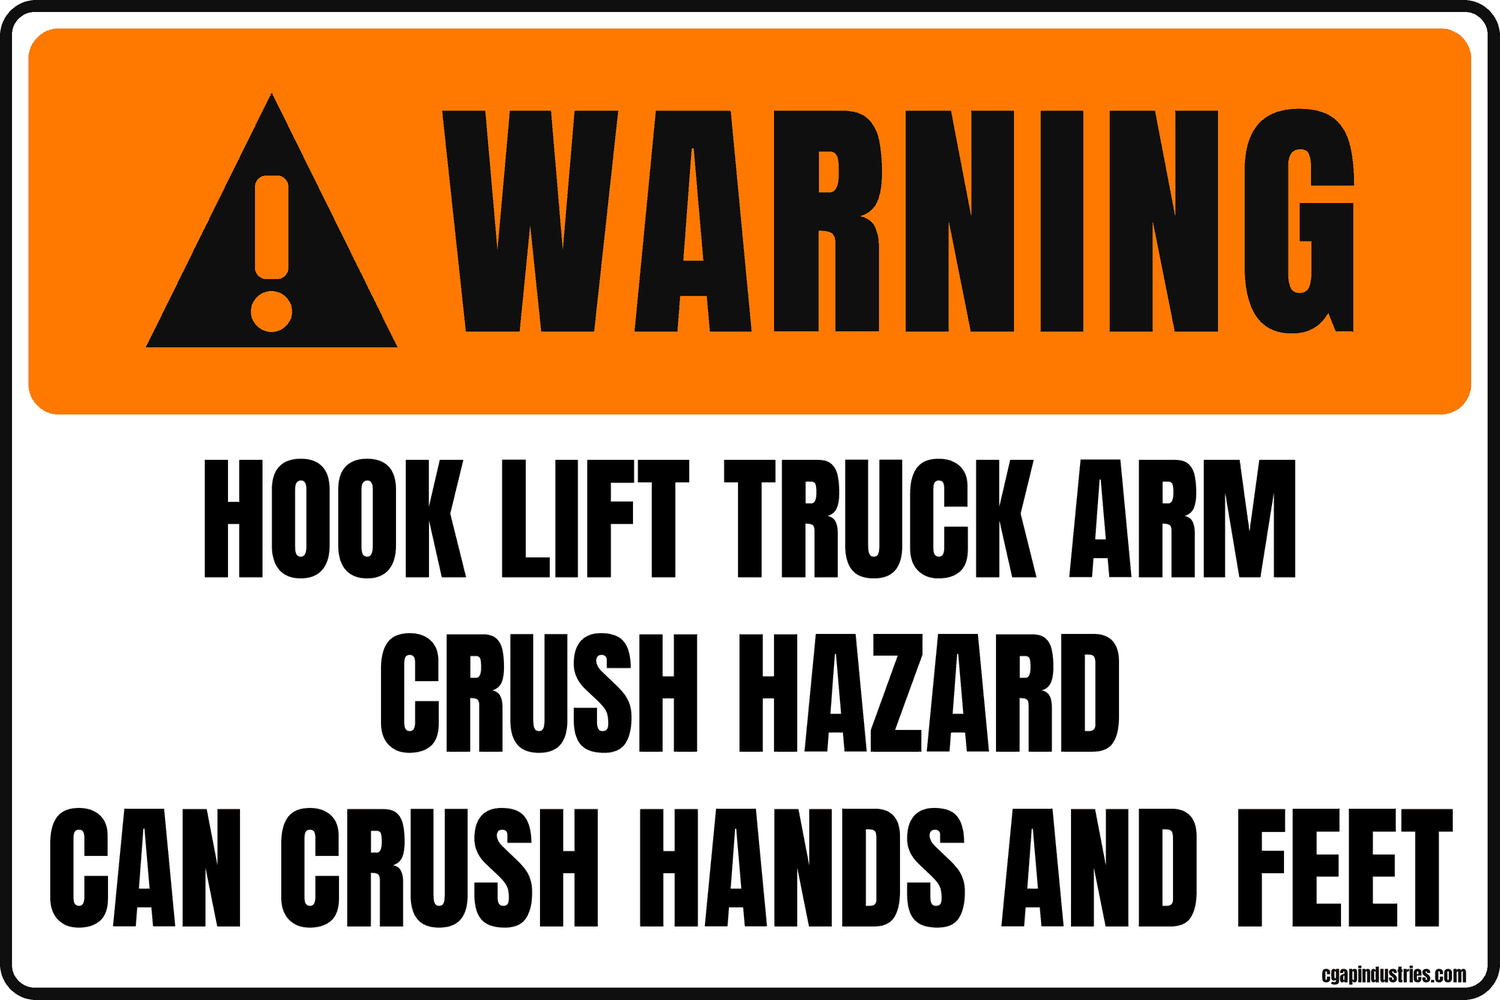 WARNING
HOOK LIFT TRUCK ARM
CRUSH HAZARD
CAN CRUSH HANDS AND FEET
cgapindustries.com